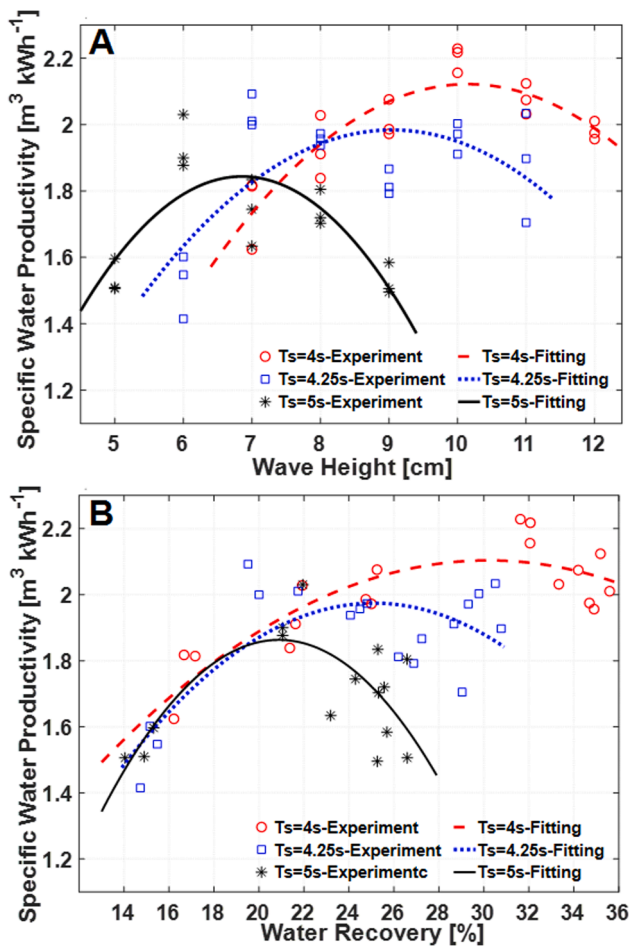 A
Specific Water Productivity [m³ kWh⁻¹]
2.2
2
1.8
1.6
1.4
1.2
Ts=4s-Experiment
Ts=4s-Fitting
Ts=4.25s-Experiment
Ts=4.25s-Fitting
Ts=5s-Experiment
Ts=5s-Fitting
5 6 7 8 9 10 11 12
Wave Height [cm]
B
Specific Water Productivity [m³ kWh⁻¹]
2.2
2
1.8
1.6
1.4
1.2
Ts=4s-Experiment
Ts=4s-Fitting
Ts=4.25s-Experiment
Ts=4.25s-Fitting
Ts=5s-Experimentc
Ts=5s-Fitting
14 16 18 20 22 24 26 28 30 32 34 36
Water Recovery [%]